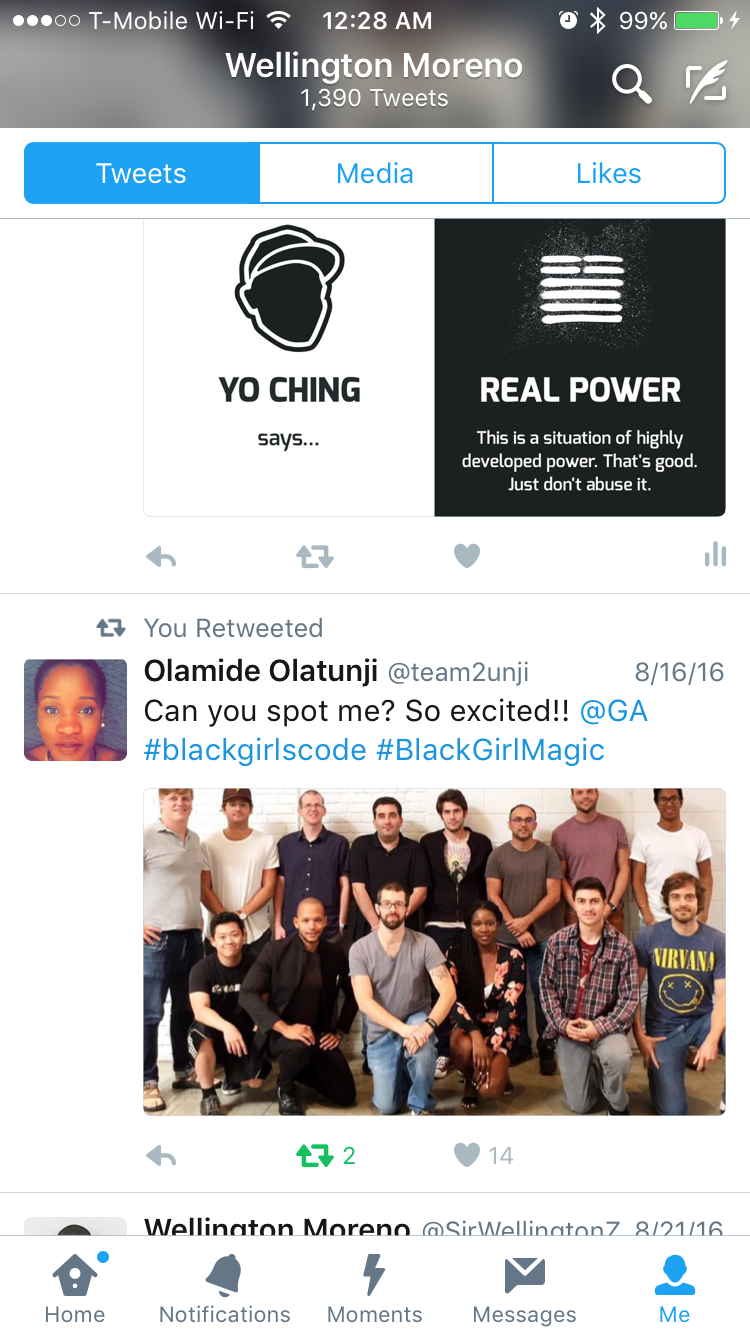 T-Mobile Wi-Fi 12:28 AM 99%
Wellington Moreno
1,390 Tweets
Tweets Media Likes
YO CHING
says...
REAL POWER
This is a situation of highly
developed power. That's good.
Just don't abuse it.
You Retweeted
Olamide Olatunji @team2unji 8/16/16
Can you spot me? So excited!! @GA
#blackgirlscode #BlackGirlMagic
NIRVANA
2 14
Wellington Moreno @SirWellingtonZ 8/21/16
Home Notifications Moments Messages Me